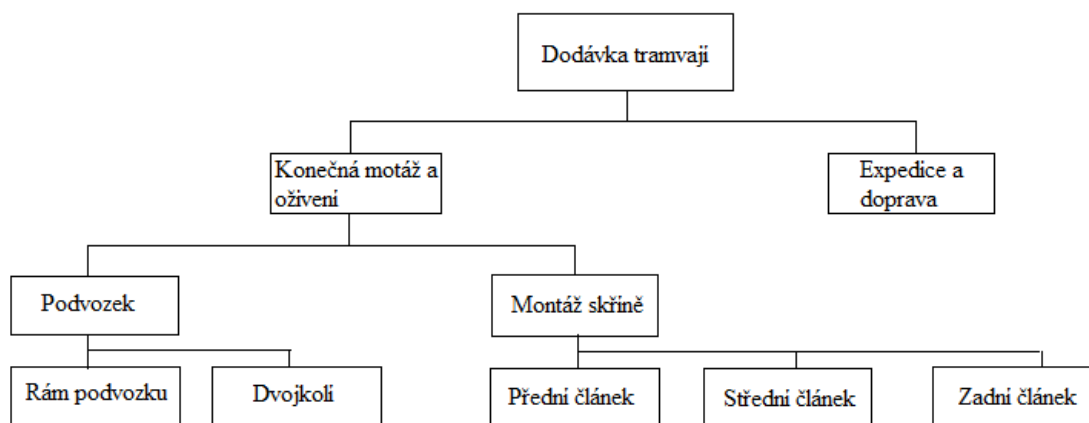 Dodávka tramvají
Konečná motáž a
oživení
Expedice a
doprava
Podvozek
Montáž skříně
Rám podvozku
Dvojkolí
Přední článek
Střední článek
Zadní článek